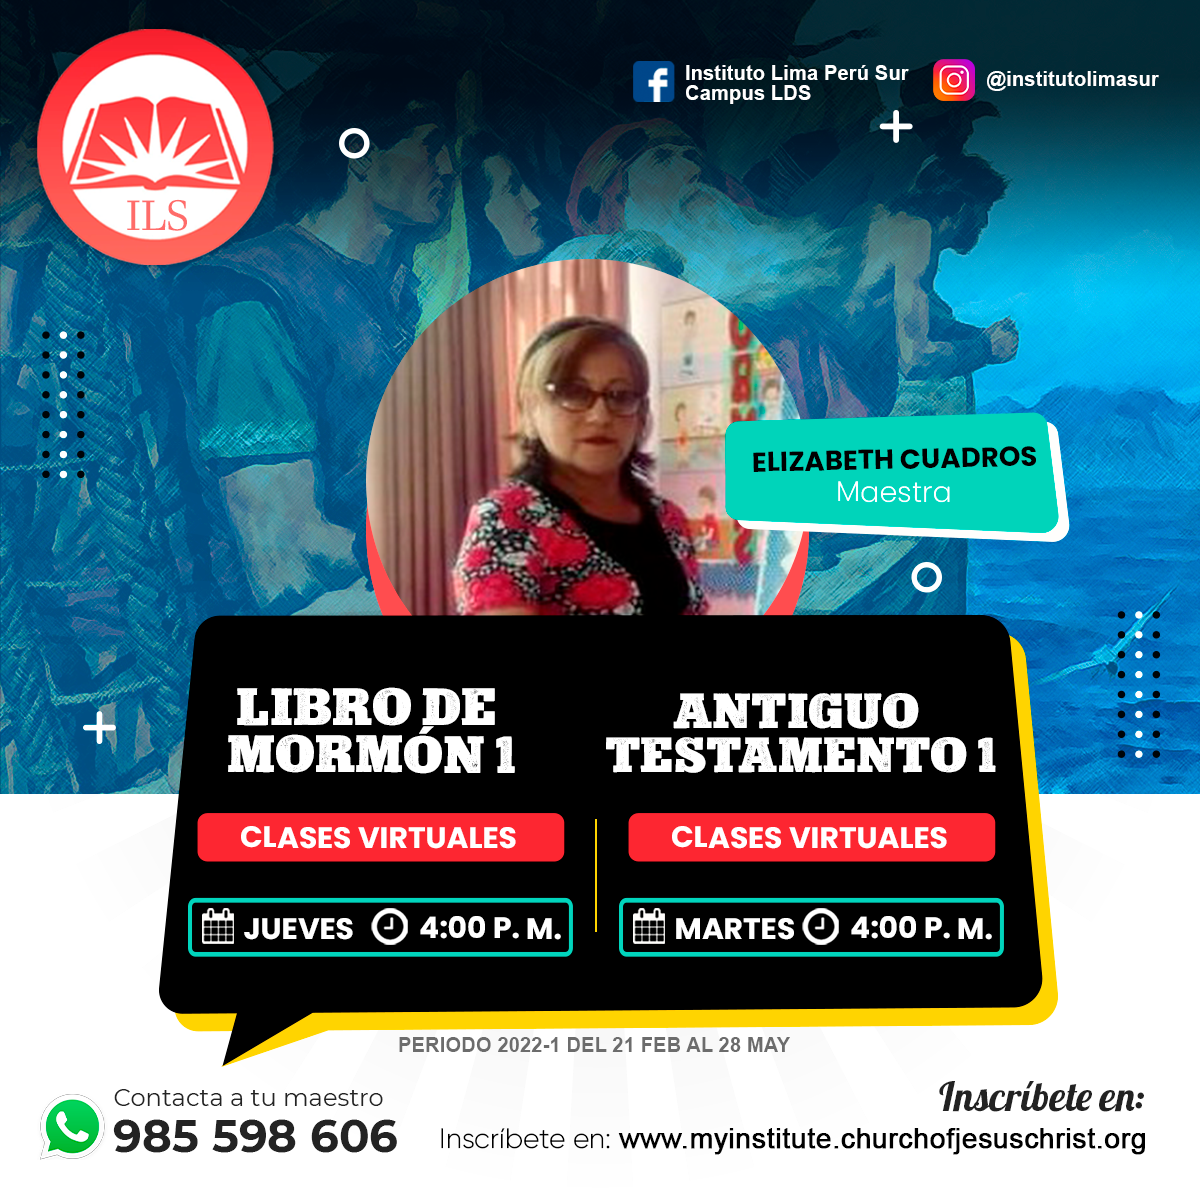 ILS
Instituto Lima Perú Sur
Campus LDS
@institutolimasur
ELIZABETH CUADROS
Maestra
LIBRO DE
MORMÓN 1
CLASES VIRTUALES
JUEVES 4:00 P. M.
ANTIGUO
TESTAMENTO 1
CLASES VIRTUALES
MARTES 4:00 P. M.
PERIODO 2022-1 DEL 21 FEB AL 28 MAY
Contacta a tu maestro
985 598 606
Inscríbete en:
Inscríbete en: www.myinstitute.churchofjesuschrist.org